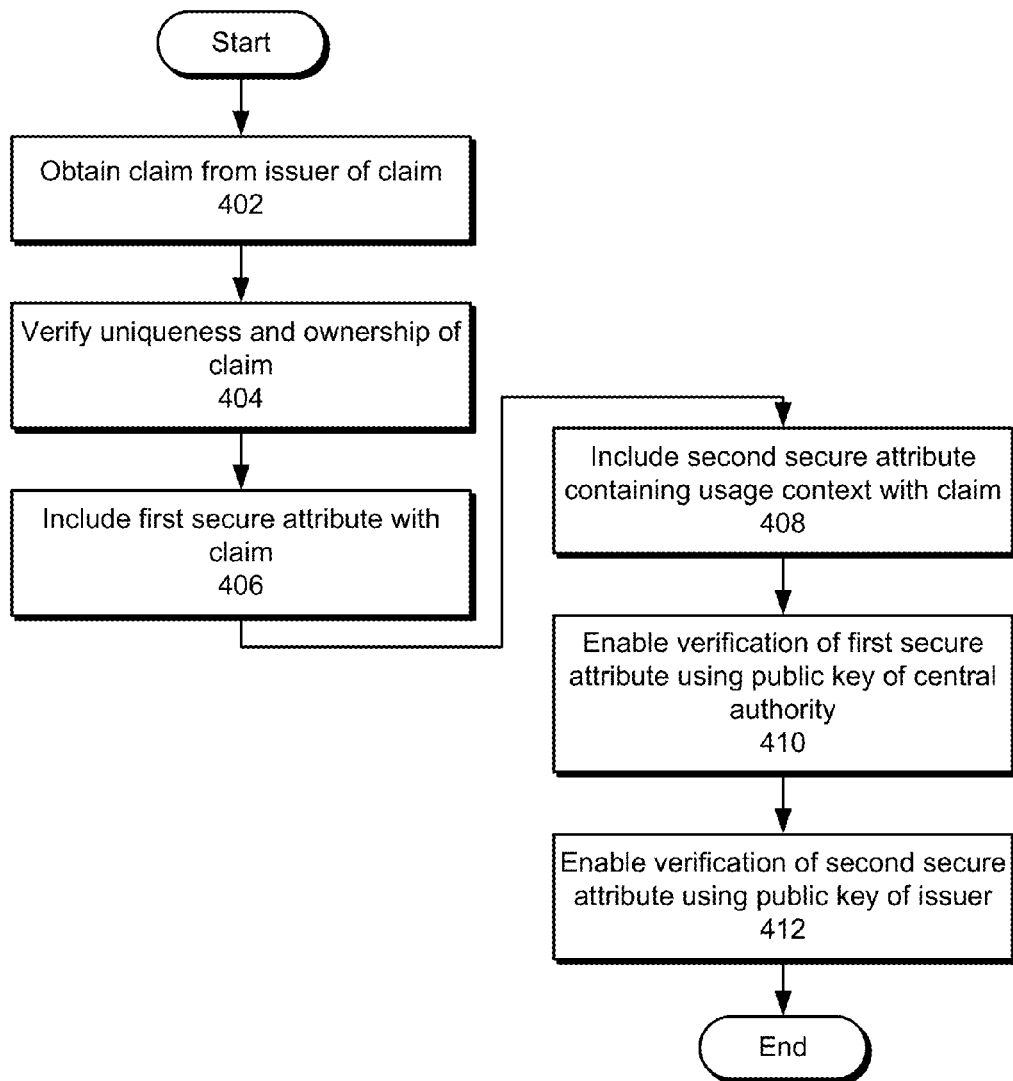 Start
Obtain claim from issuer of claim
402
Verify uniqueness and ownership of
claim
404
Include first secure attribute with
claim
406
Include second secure attribute
containing usage context with claim
408
Enable verification of first secure
attribute using public key of central
authority
410
Enable verification of second secure
attribute using public key of issuer
412
End